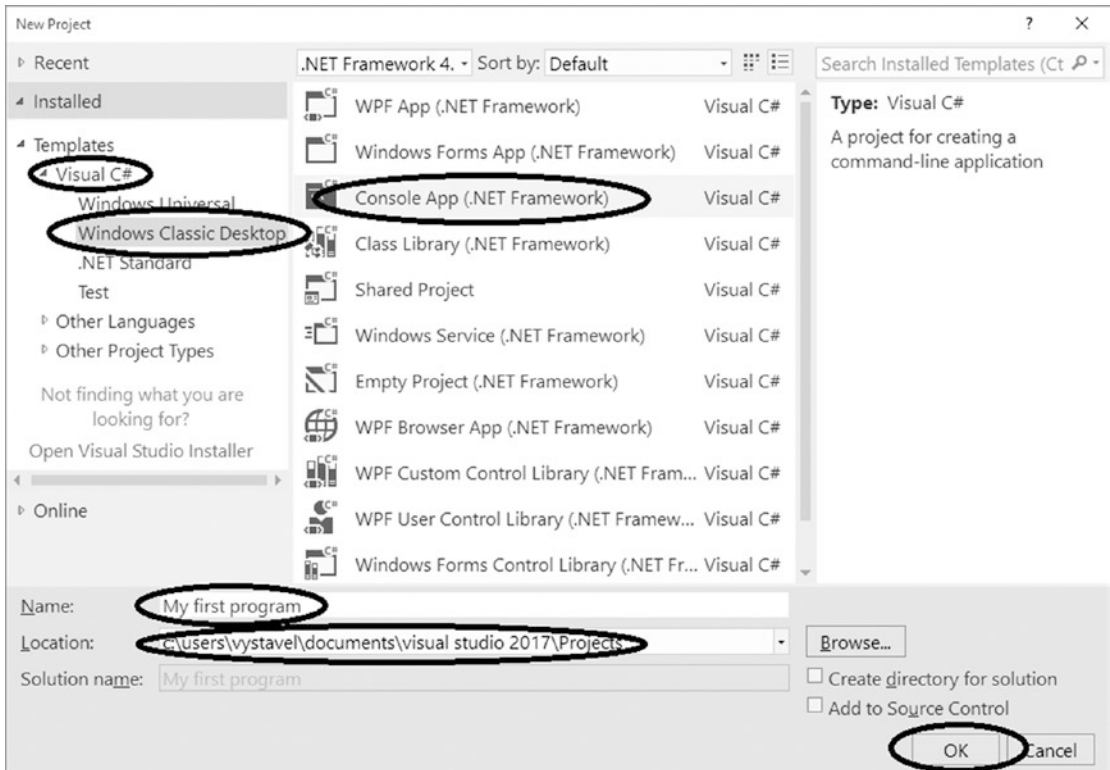 New Project
?
Recent
.NET Framework 4.
Sort by:
Default
Search Installed Templates (Ct
Installed
Templates
Visual C#
Windows Universal
Windows Classic Desktop
.NET Standard
Test
Other Languages
Other Project Types
Not finding what you are
looking for?
Open Visual Studio Installer
Online
WPF App (.NET Framework) Visual C#
Windows Forms App (.NET Framework) Visual C#
Console App (.NET Framework) Visual C#
Class Library (.NET Framework) Visual C#
Shared Project Visual C#
Windows Service (.NET Framework) Visual C#
Empty Project (.NET Framework) Visual C#
WPF Browser App (.NET Framework) Visual C#
WPF Custom Control Library (.NET Fram... Visual C#
WPF User Control Library (.NET Framew... Visual C#
Windows Forms Control Library (.NET Fr... Visual C#
Type: Visual C#
A project for creating a
command-line application
Name: My first program
Location: c:\users\vystavel\documents\visual studio 2017\Projects
Browse...
Solution name: My first program
Create directory for solution
Add to Source Control
OK
Cancel